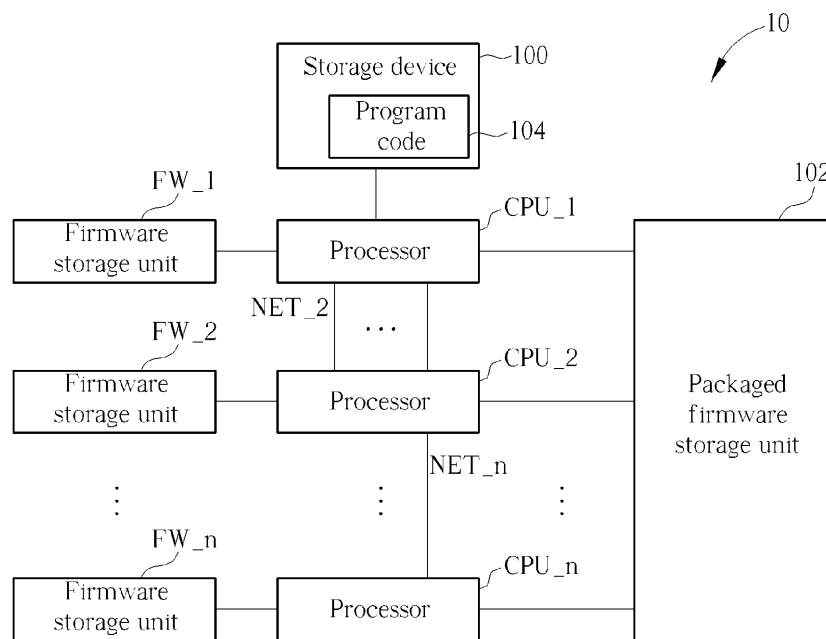 10
Storage device
100
Program
code
104
102
FW_1
CPU_1
Firmware
storage unit
Processor
NET_2
...
FW_2
CPU_2
Firmware
storage unit
Processor
Packaged
firmware
storage unit
NET_n
FW_n
CPU_n
Firmware
storage unit
Processor